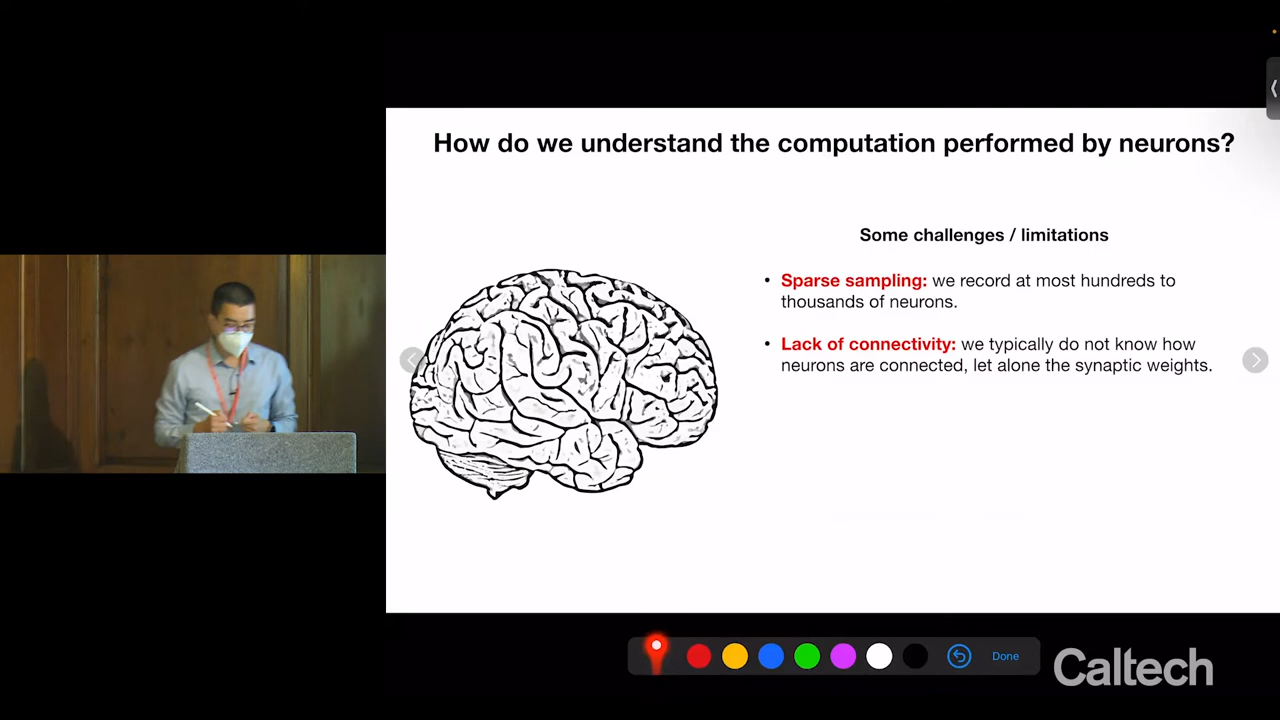 How do we understand the computation performed by neurons?
Some challenges / limitations
• Sparse sampling: we record at most hundreds to
thousands of neurons.
• Lack of connectivity: we typically do not know how
neurons are connected, let alone the synaptic weights.
Done
Caltech